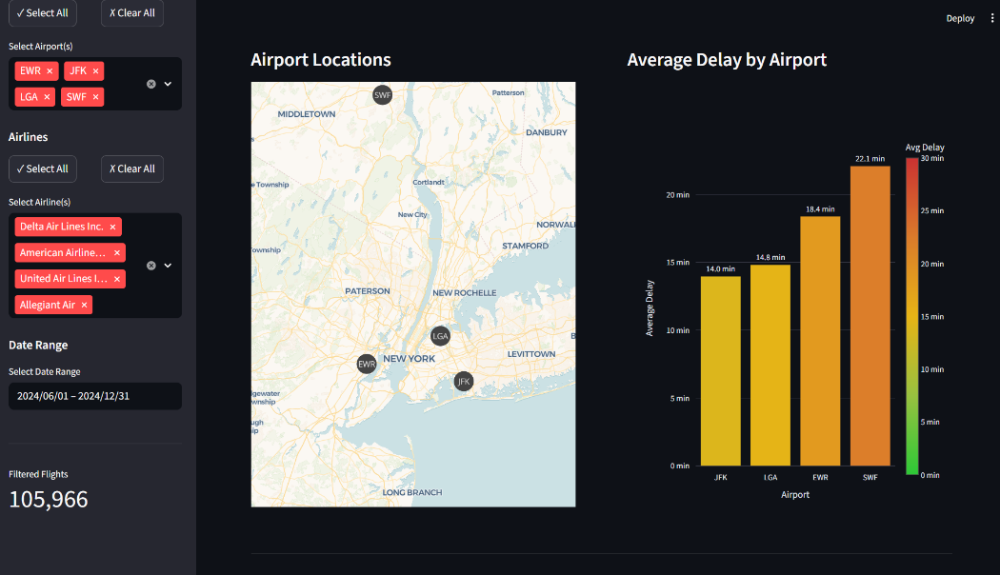 ✓ Select All
✗ Clear All
Select Airport(s)
EWR ×
JFK ×
LGA ×
SWF ×
Airlines
✓ Select All
✗ Clear All
Select Airline(s)
Delta Air Lines Inc. ×
American Airline... ×
United Air Lines I... ×
Allegiant Air ×
Date Range
Select Date Range
2024/06/01 – 2024/12/31
Filtered Flights
105,966
Deploy
Airport Locations
SWF
Patterson
MIDDLETOWN
DANBURY
e Township
Cortlandt
New City
NORWAL
ownship
STAMFORD
PATERSON
NEW ROCHELLE
LGA
LEVITTOWN
EWR
NEW YORK
JFK
dgewater
wnship
ugh
ip
LONG BRANCH
Average Delay by Airport
Avg Delay
30 min
25 min
20 min
15 min
10 min
5 min
0 min
Average Delay
20 min
15 min
10 min
5 min
0 min
14.0 min
14.8 min
18.4 min
22.1 min
JFK
LGA
EWR
SWF
Airport